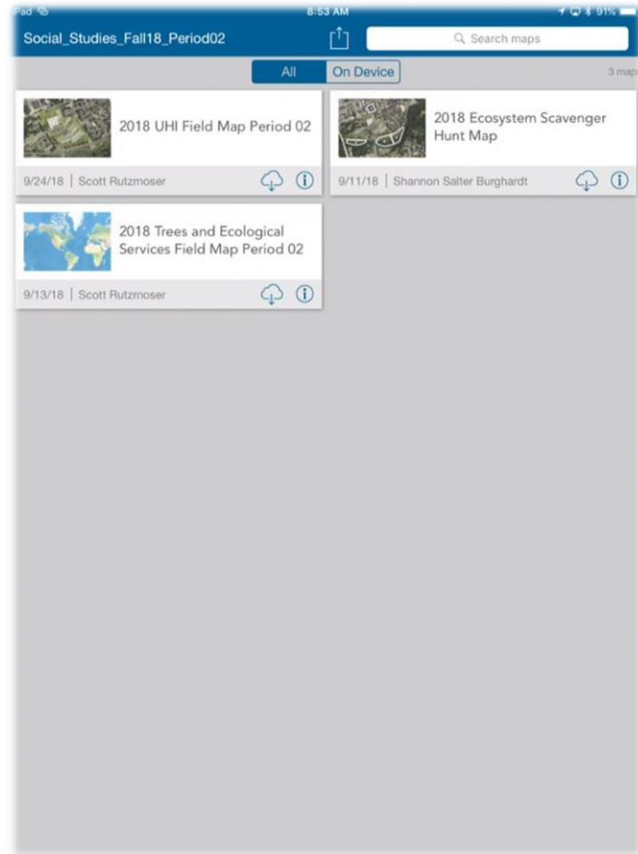 Pad
8:53 AM
91%
Social_Studies_Fall18_Period02
Search maps
All
On Device
3 maps
2018 UHI Field Map Period 02
9/24/18 | Scott Rutzmoser
2018 Ecosystem Scavenger
Hunt Map
9/11/18 | Shannon Salter Burghardt
2018 Trees and Ecological
Services Field Map Period 02
9/13/18 | Scott Rutzmoser